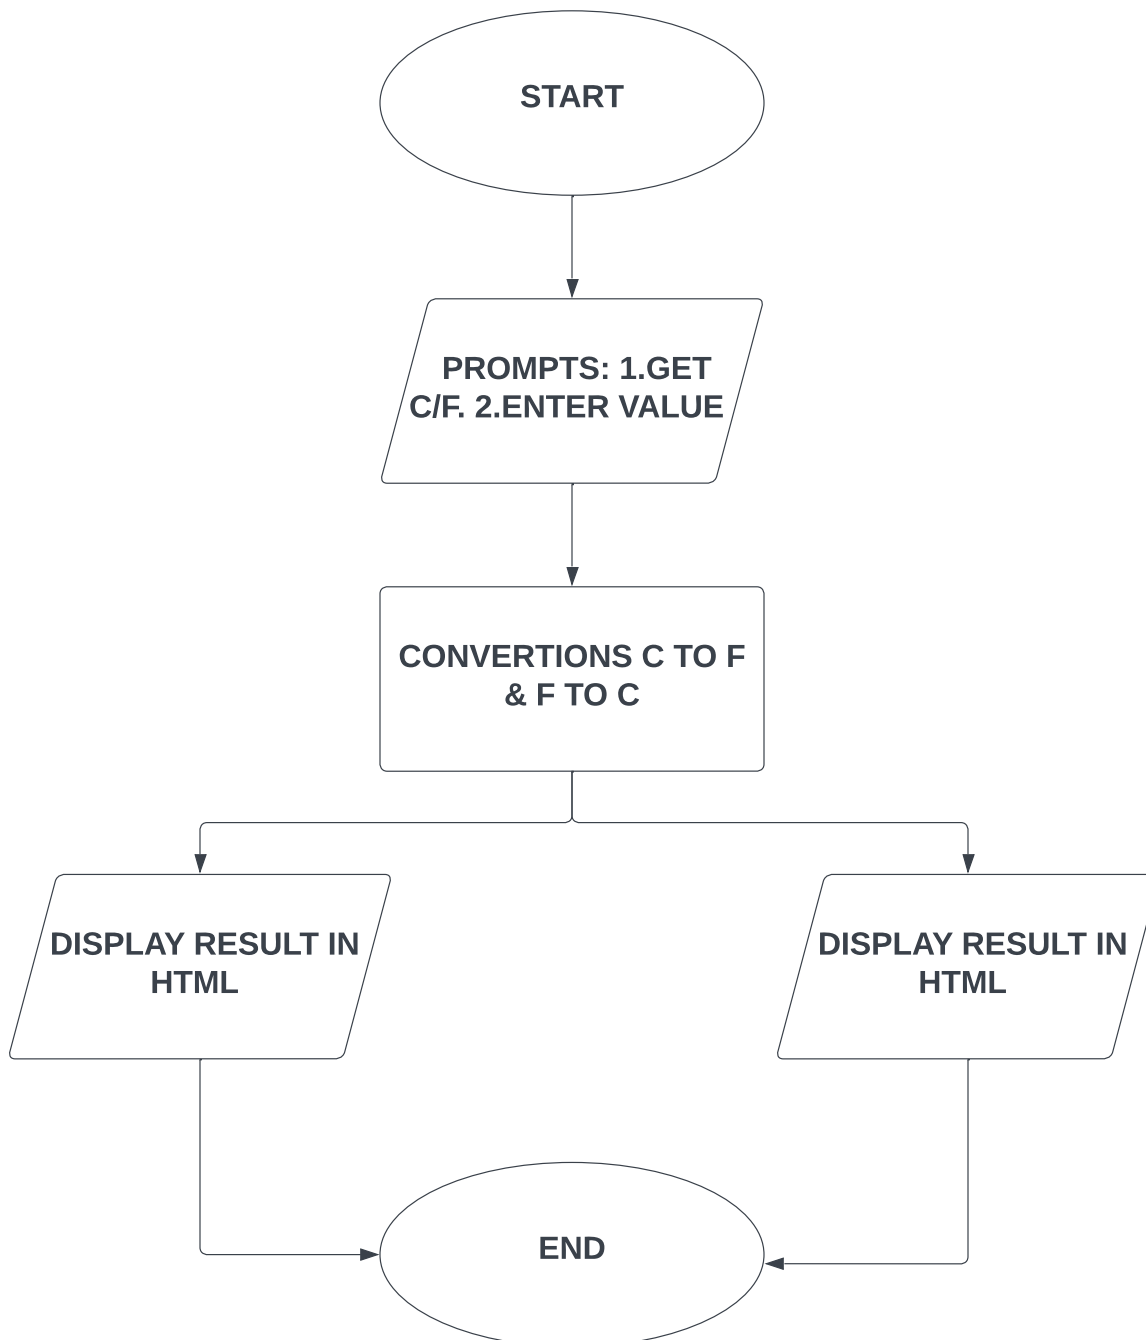 START
PROMPTS: 1.GET
C/F. 2.ENTER VALUE
CONVERTIONS C TO F
& F TO C
DISPLAY RESULT IN
HTML
DISPLAY RESULT IN
HTML
END